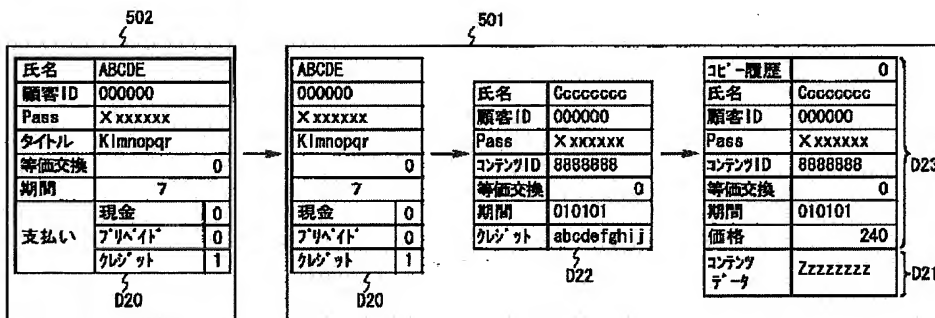 502
501
氏名 ABCDE
顧客ID 000000
Pass Xxxxxxx
タイトル Klmnopqr
等価交換 0
期間 7
支払い
現金 0
プリペイド 0
クレジット 1
D20
ABCDE
000000
Xxxxxxx
Klmnopqr
0
7
現金 0
プリペイド 0
クレジット 1
D20
氏名 Cccccccc
顧客ID 000000
Pass Xxxxxxx
コンテンツID 8888888
等価交換 0
期間 010101
クレジット abcdefghij
D22
コピー履歴 0
氏名 Cccccccc
顧客ID 000000
Pass Xxxxxxx
コンテンツID 8888888
等価交換 0
期間 010101
価格 240
D23
コンテンツ
データ Zzzzzzzz
D21